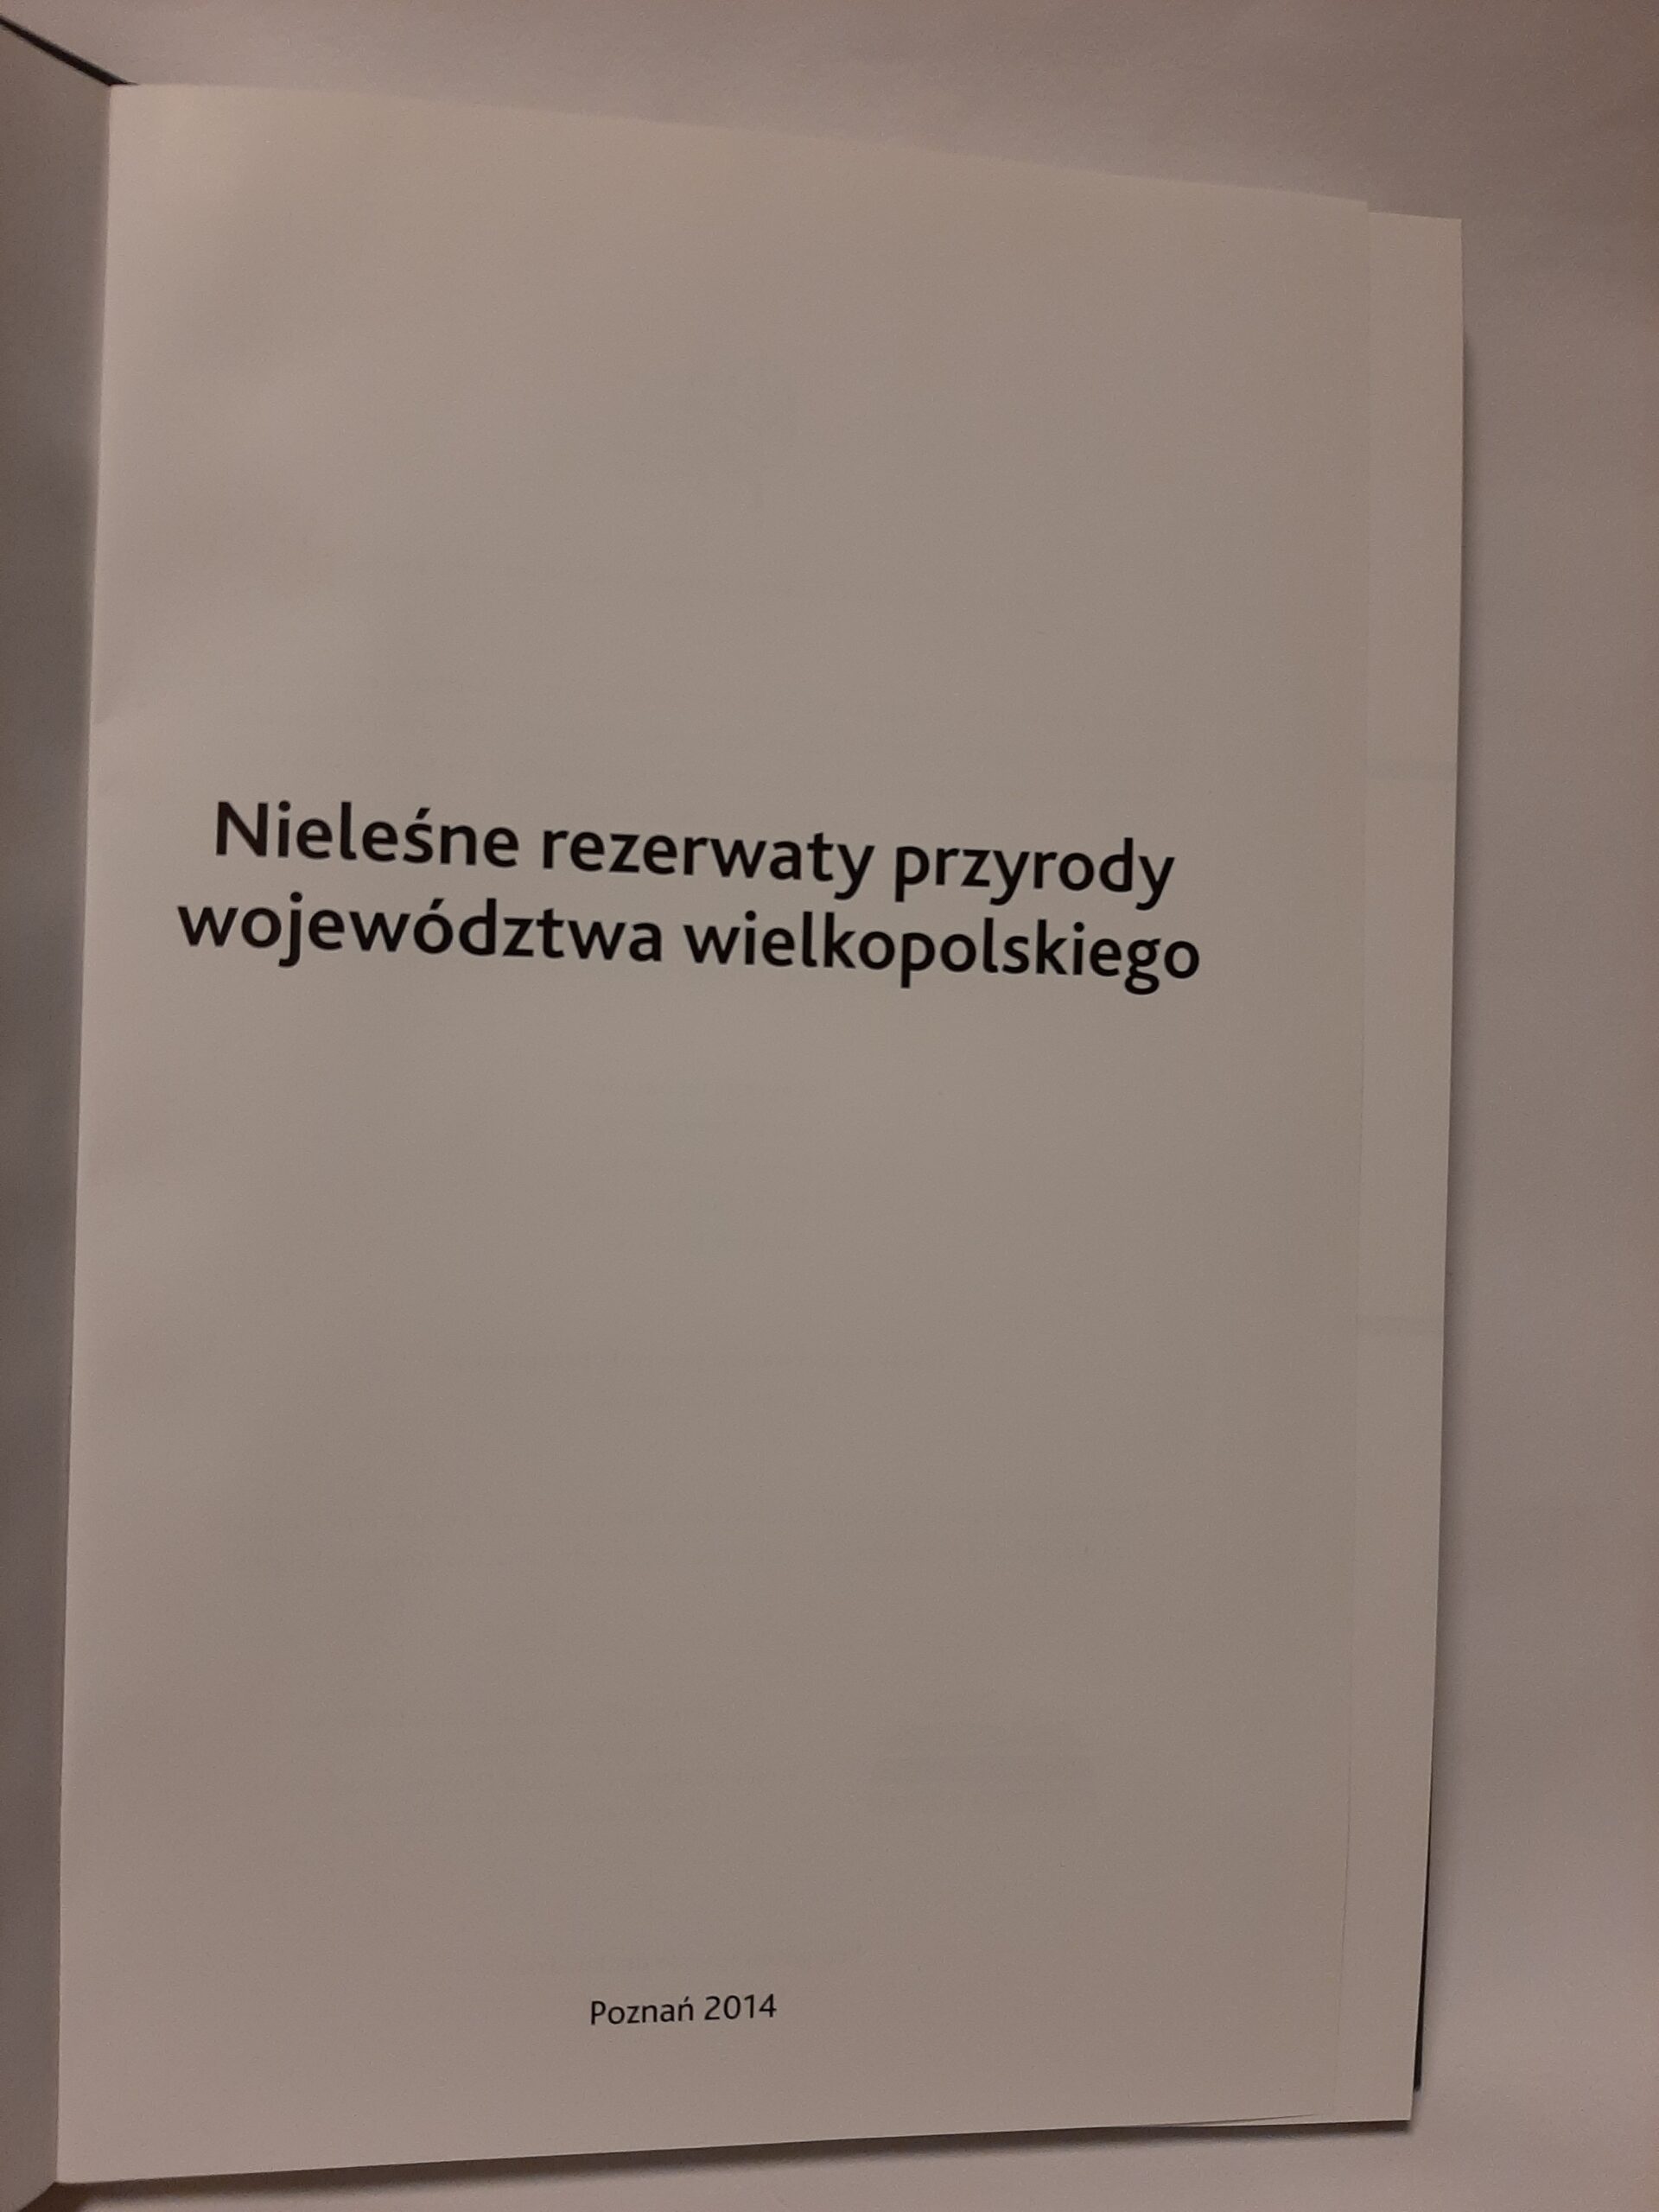 Nieleśne rezerwaty przyrody
województwa wielkopolskiego
Poznań 2014